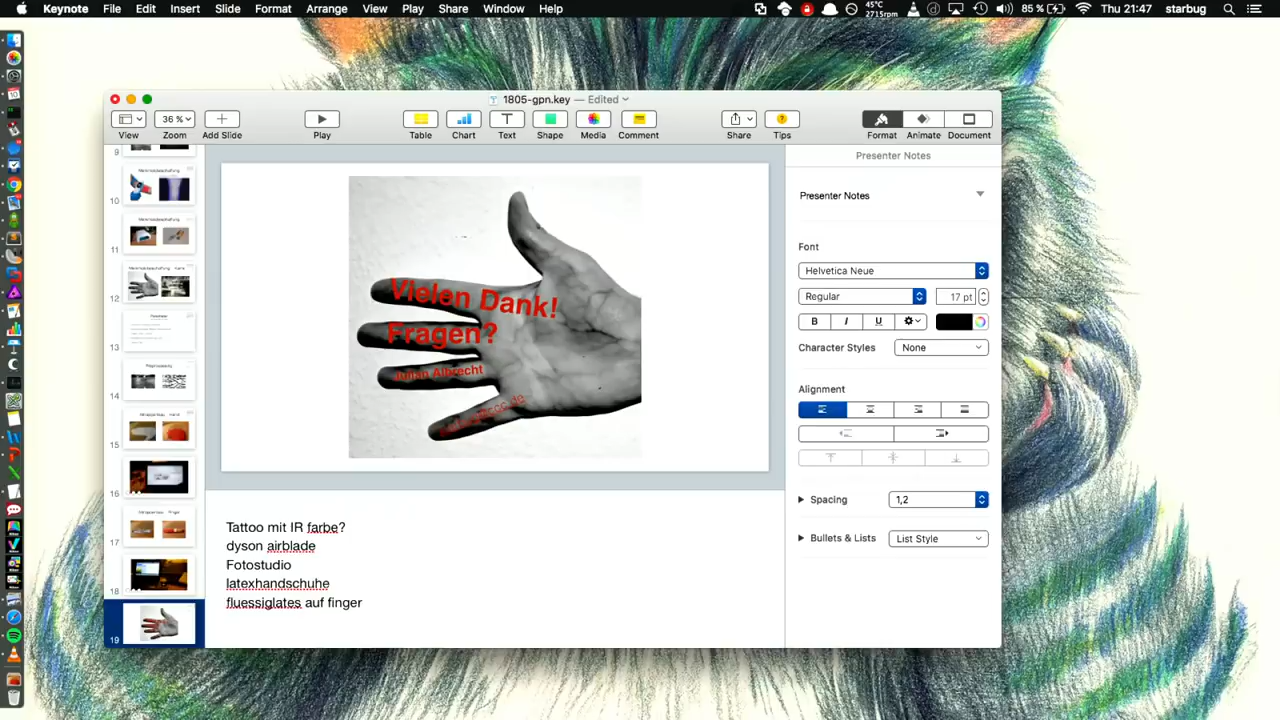 Keynote File Edit Insert Slide Format Arrange View Play Share Window Help
45°C
2715rpm
85 %
Thu 21:47 starbug
1805-gpn.key — Edited
36 %
View Zoom Add Slide Play Table Chart Text Shape Media Comment Share Tips Format Animate Document
9
10
11
12
13
14
15
16
17
18
19
Vielen Dank!
Fragen?
Julian Albrecht
Tattoo mit IR farbe?
dyson airblade
Fotostudio
latexhandschuhe
fluessiglates auf finger
Presenter Notes
Presenter Notes
Font
Helvetica Neue
Regular
17 pt
B I U
Character Styles None
Alignment
Spacing 1,2
Bullets & Lists List Style